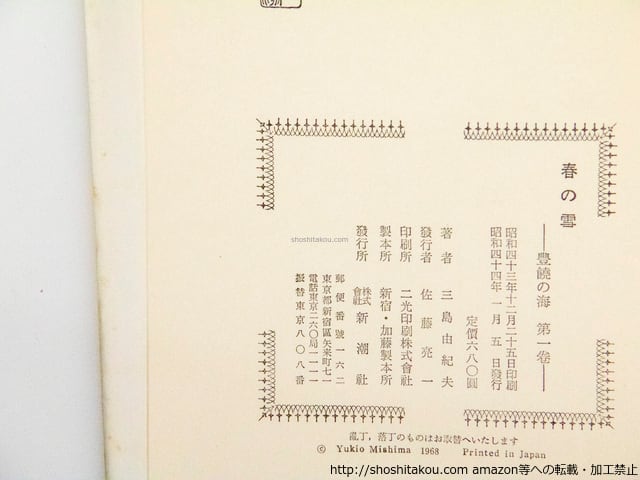 春の雪
──豐饒の海 第一卷──
昭和四十三年十二月二十五日印刷
昭和四十四年一月五日發行
定價六八〇圓
著者 三島由紀夫
發行者 佐藤亮一
印刷所 二光印刷株式會社
製本所 新宿・加藤製本所
發行所 株式會社 新潮社
郵便番號一六二
東京都新宿區矢来町七一
電話東京二六〇局一一一一
振替東京八〇八番
亂丁，落丁のものはお取替へいたします
© Yukio Mishima 1968 Printed in Japan
shoshitakou.com
http://shoshitakou.com amazon等への転載・加工禁止